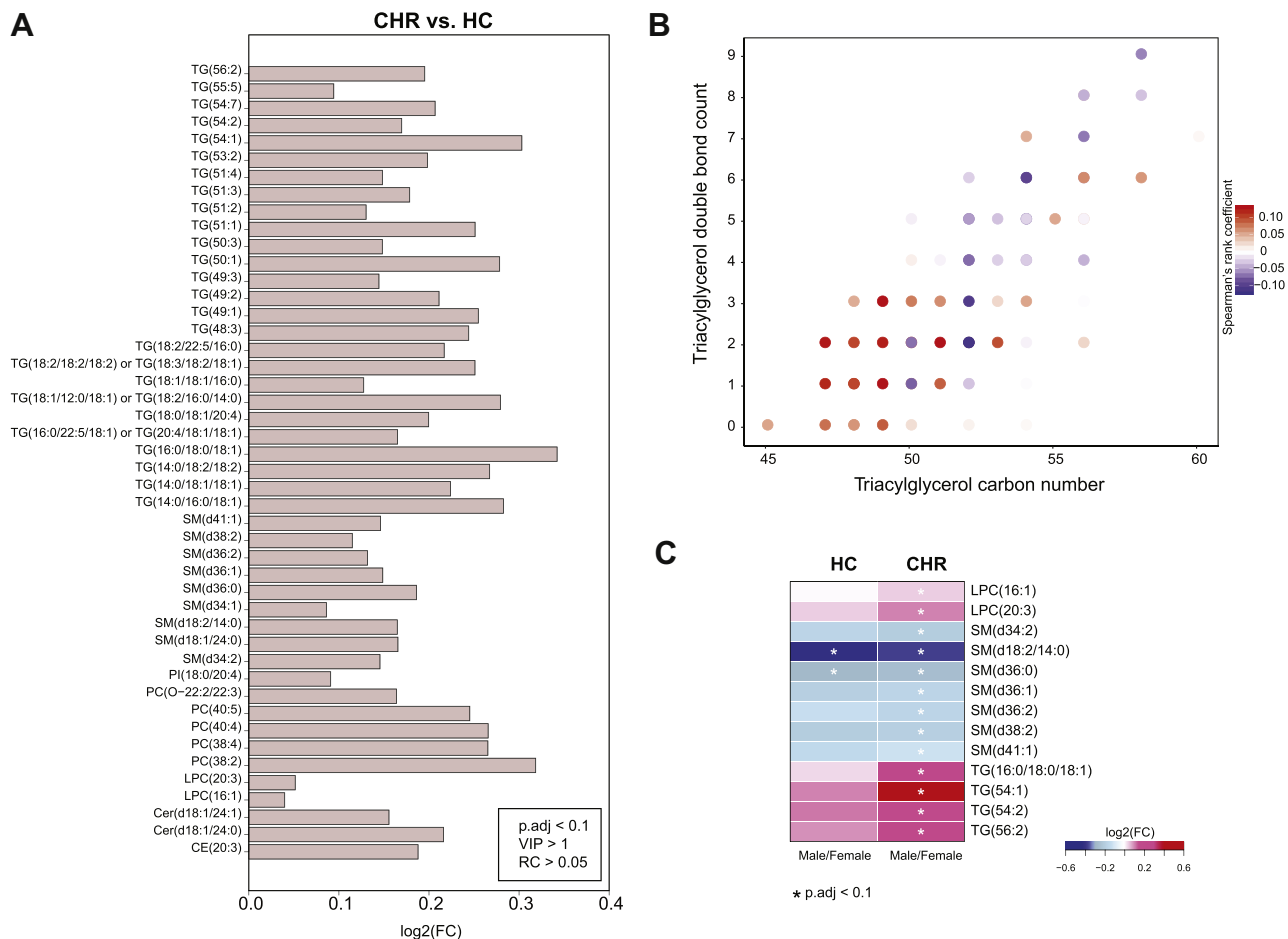 A
CHR vs. HC
TG(56:2)
TG(55:5)
TG(54:7)
TG(54:2)
TG(54:1)
TG(53:2)
TG(51:4)
TG(51:3)
TG(51:2)
TG(51:1)
TG(50:3)
TG(50:1)
TG(49:3)
TG(49:2)
TG(49:1)
TG(48:3)
TG(18:2/22:5/16:0)
TG(18:2/18:2/18:2) or TG(18:3/18:2/18:1)
TG(18:1/18:1/16:0)
TG(18:1/12:0/18:1) or TG(18:2/16:0/14:0)
TG(18:0/18:1/20:4)
TG(16:0/22:5/18:1) or TG(20:4/18:1/18:1)
TG(16:0/18:0/18:1)
TG(14:0/18:2/18:2)
TG(14:0/18:1/18:1)
TG(14:0/16:0/18:1)
SM(d41:1)
SM(d38:2)
SM(d36:2)
SM(d36:1)
SM(d36:0)
SM(d34:1)
SM(d18:2/14:0)
SM(d18:1/24:0)
SM(d34:2)
PI(18:0/20:4)
PC(O−22:2/22:3)
PC(40:5)
PC(40:4)
PC(38:4)
PC(38:2)
LPC(20:3)
LPC(16:1)
Cer(d18:1/24:1)
Cer(d18:1/24:0)
CE(20:3)
p.adj < 0.1
VIP > 1
RC > 0.05
0.0 0.1 0.2 0.3 0.4
log2(FC)
B
Triacylglycerol double bond count
9
8
7
6
5
4
3
2
1
0
45 50 55 60
Triacylglycerol carbon number
Spearman's rank coefficient
0.10
0.05
0
−0.05
−0.10
C
HC CHR
* LPC(16:1)
* LPC(20:3)
* SM(d34:2)
* * SM(d18:2/14:0)
* * SM(d36:0)
* SM(d36:1)
* SM(d36:2)
* SM(d38:2)
* SM(d41:1)
* TG(16:0/18:0/18:1)
* TG(54:1)
* TG(54:2)
* TG(56:2)
Male/Female Male/Female
* p.adj < 0.1
log2(FC)
−0.6 −0.2 0.2 0.6